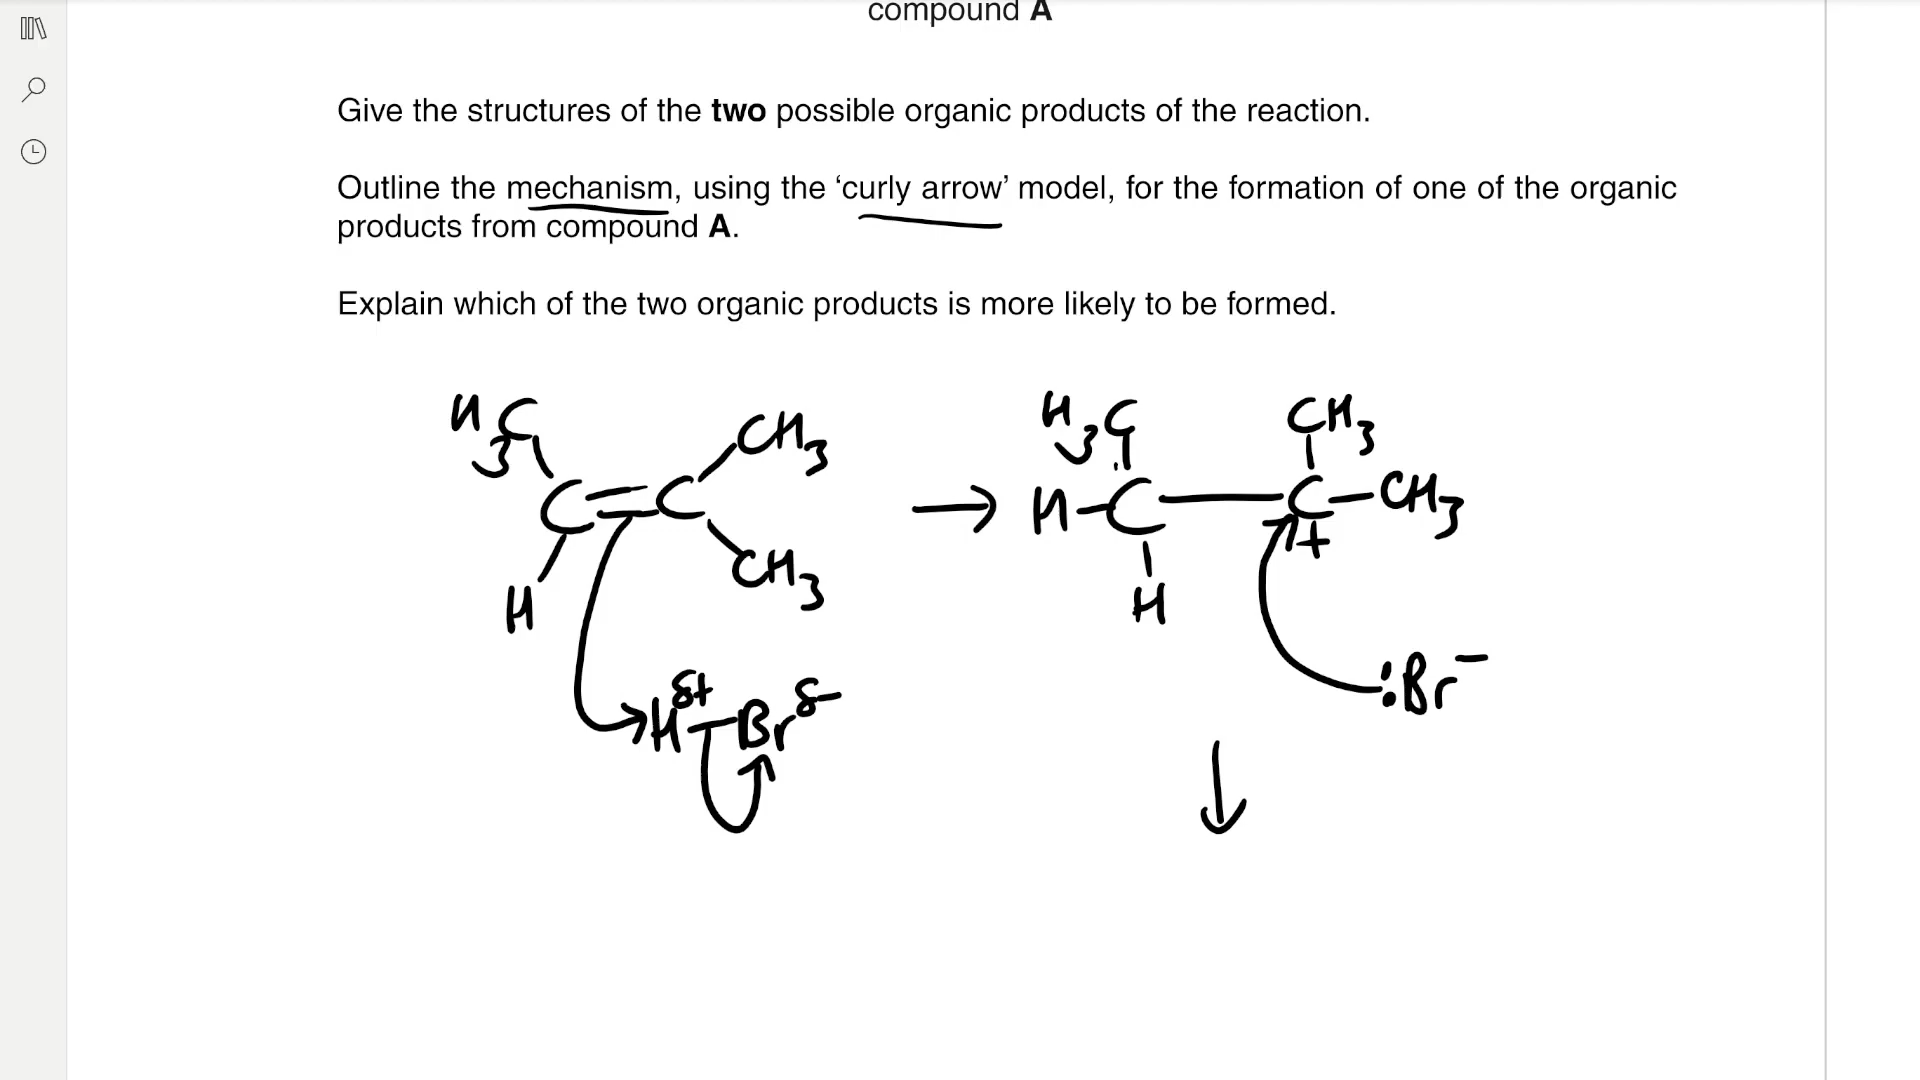 compound A
Give the structures of the two possible organic products of the reaction.
Outline the mechanism, using the ‘curly arrow’ model, for the formation of one of the organic
products from compound A.
Explain which of the two organic products is more likely to be formed.
H3C
CH3
C=C
CH3
H
Hδ+–Brδ−
→
H3C
CH3
H–C–C–CH3
+
H
:Br−
↓